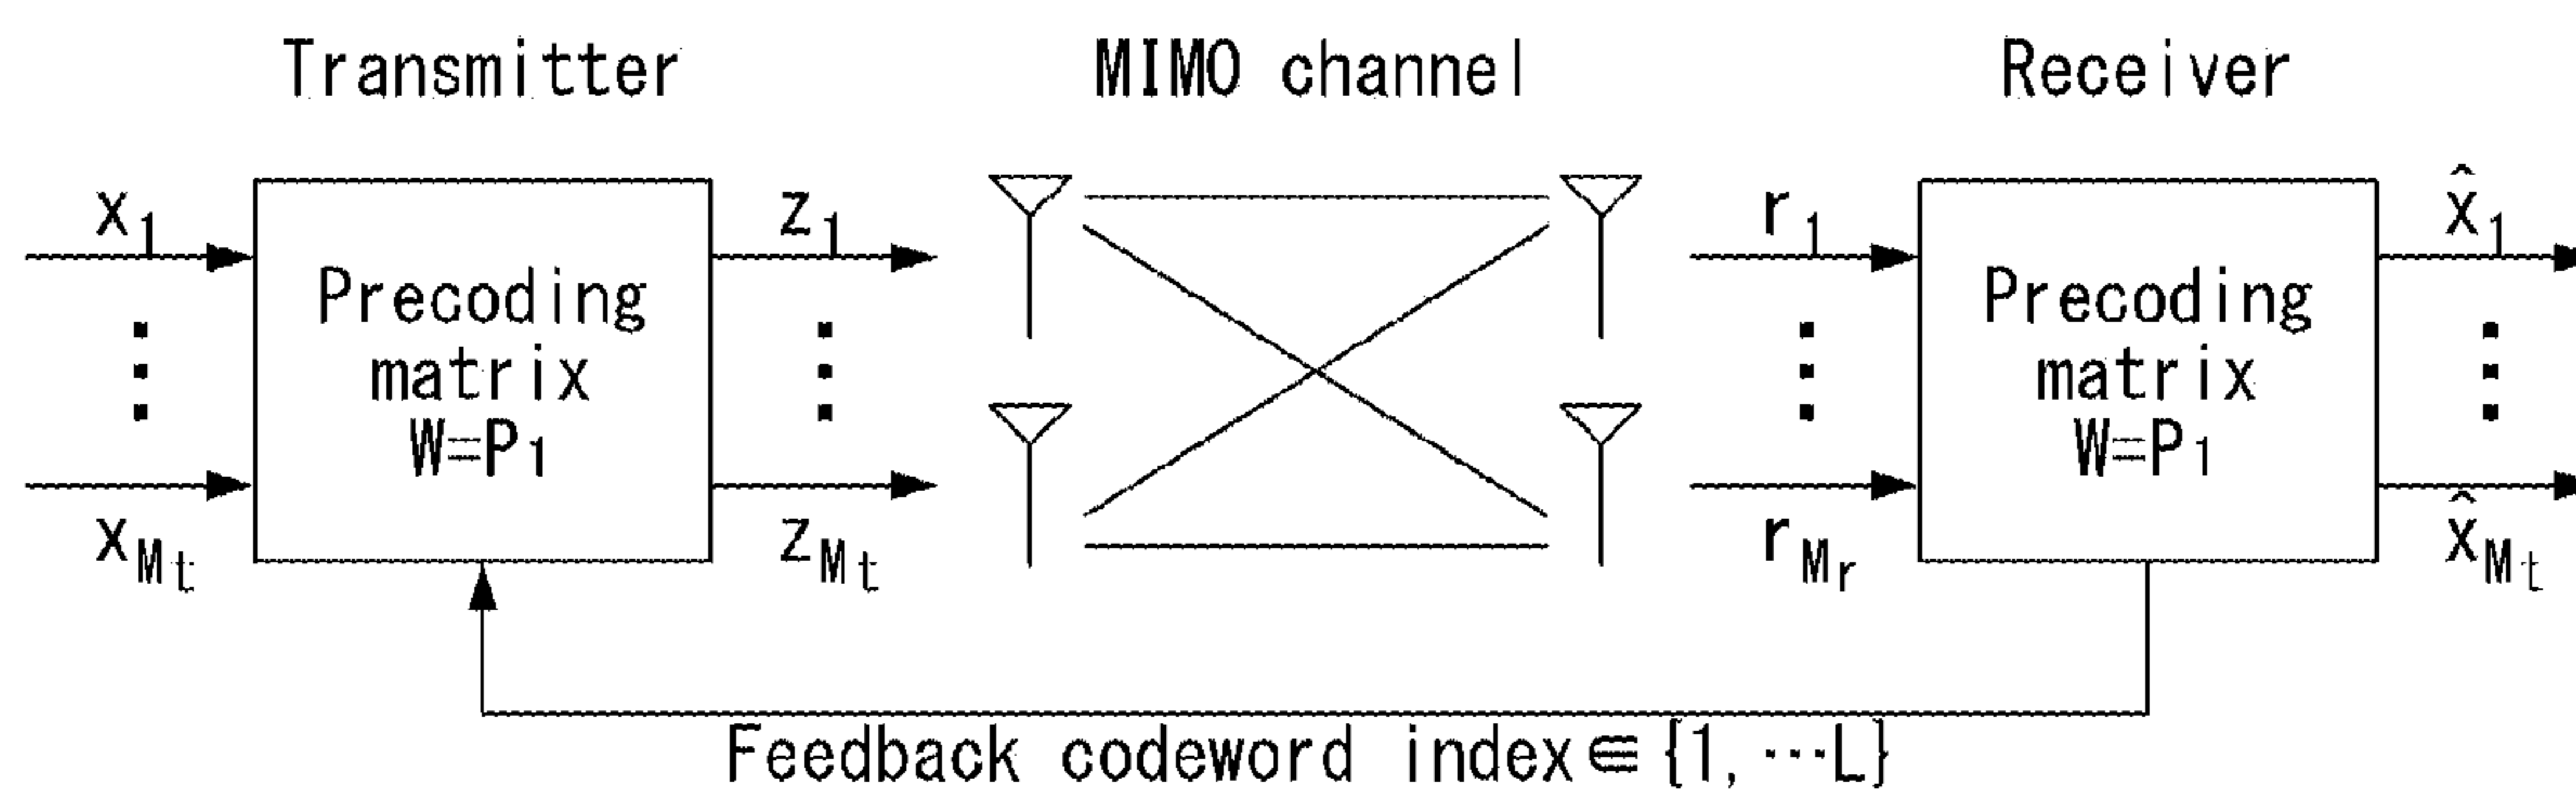 Transmitter
MIMO channel
Receiver
x1
z1
r1
x̂1
Precoding
matrix
W=P1
Precoding
matrix
W=P1
xMt
zMt
rMr
x̂Mt
Feedback codeword index∈{1, ⋯L}